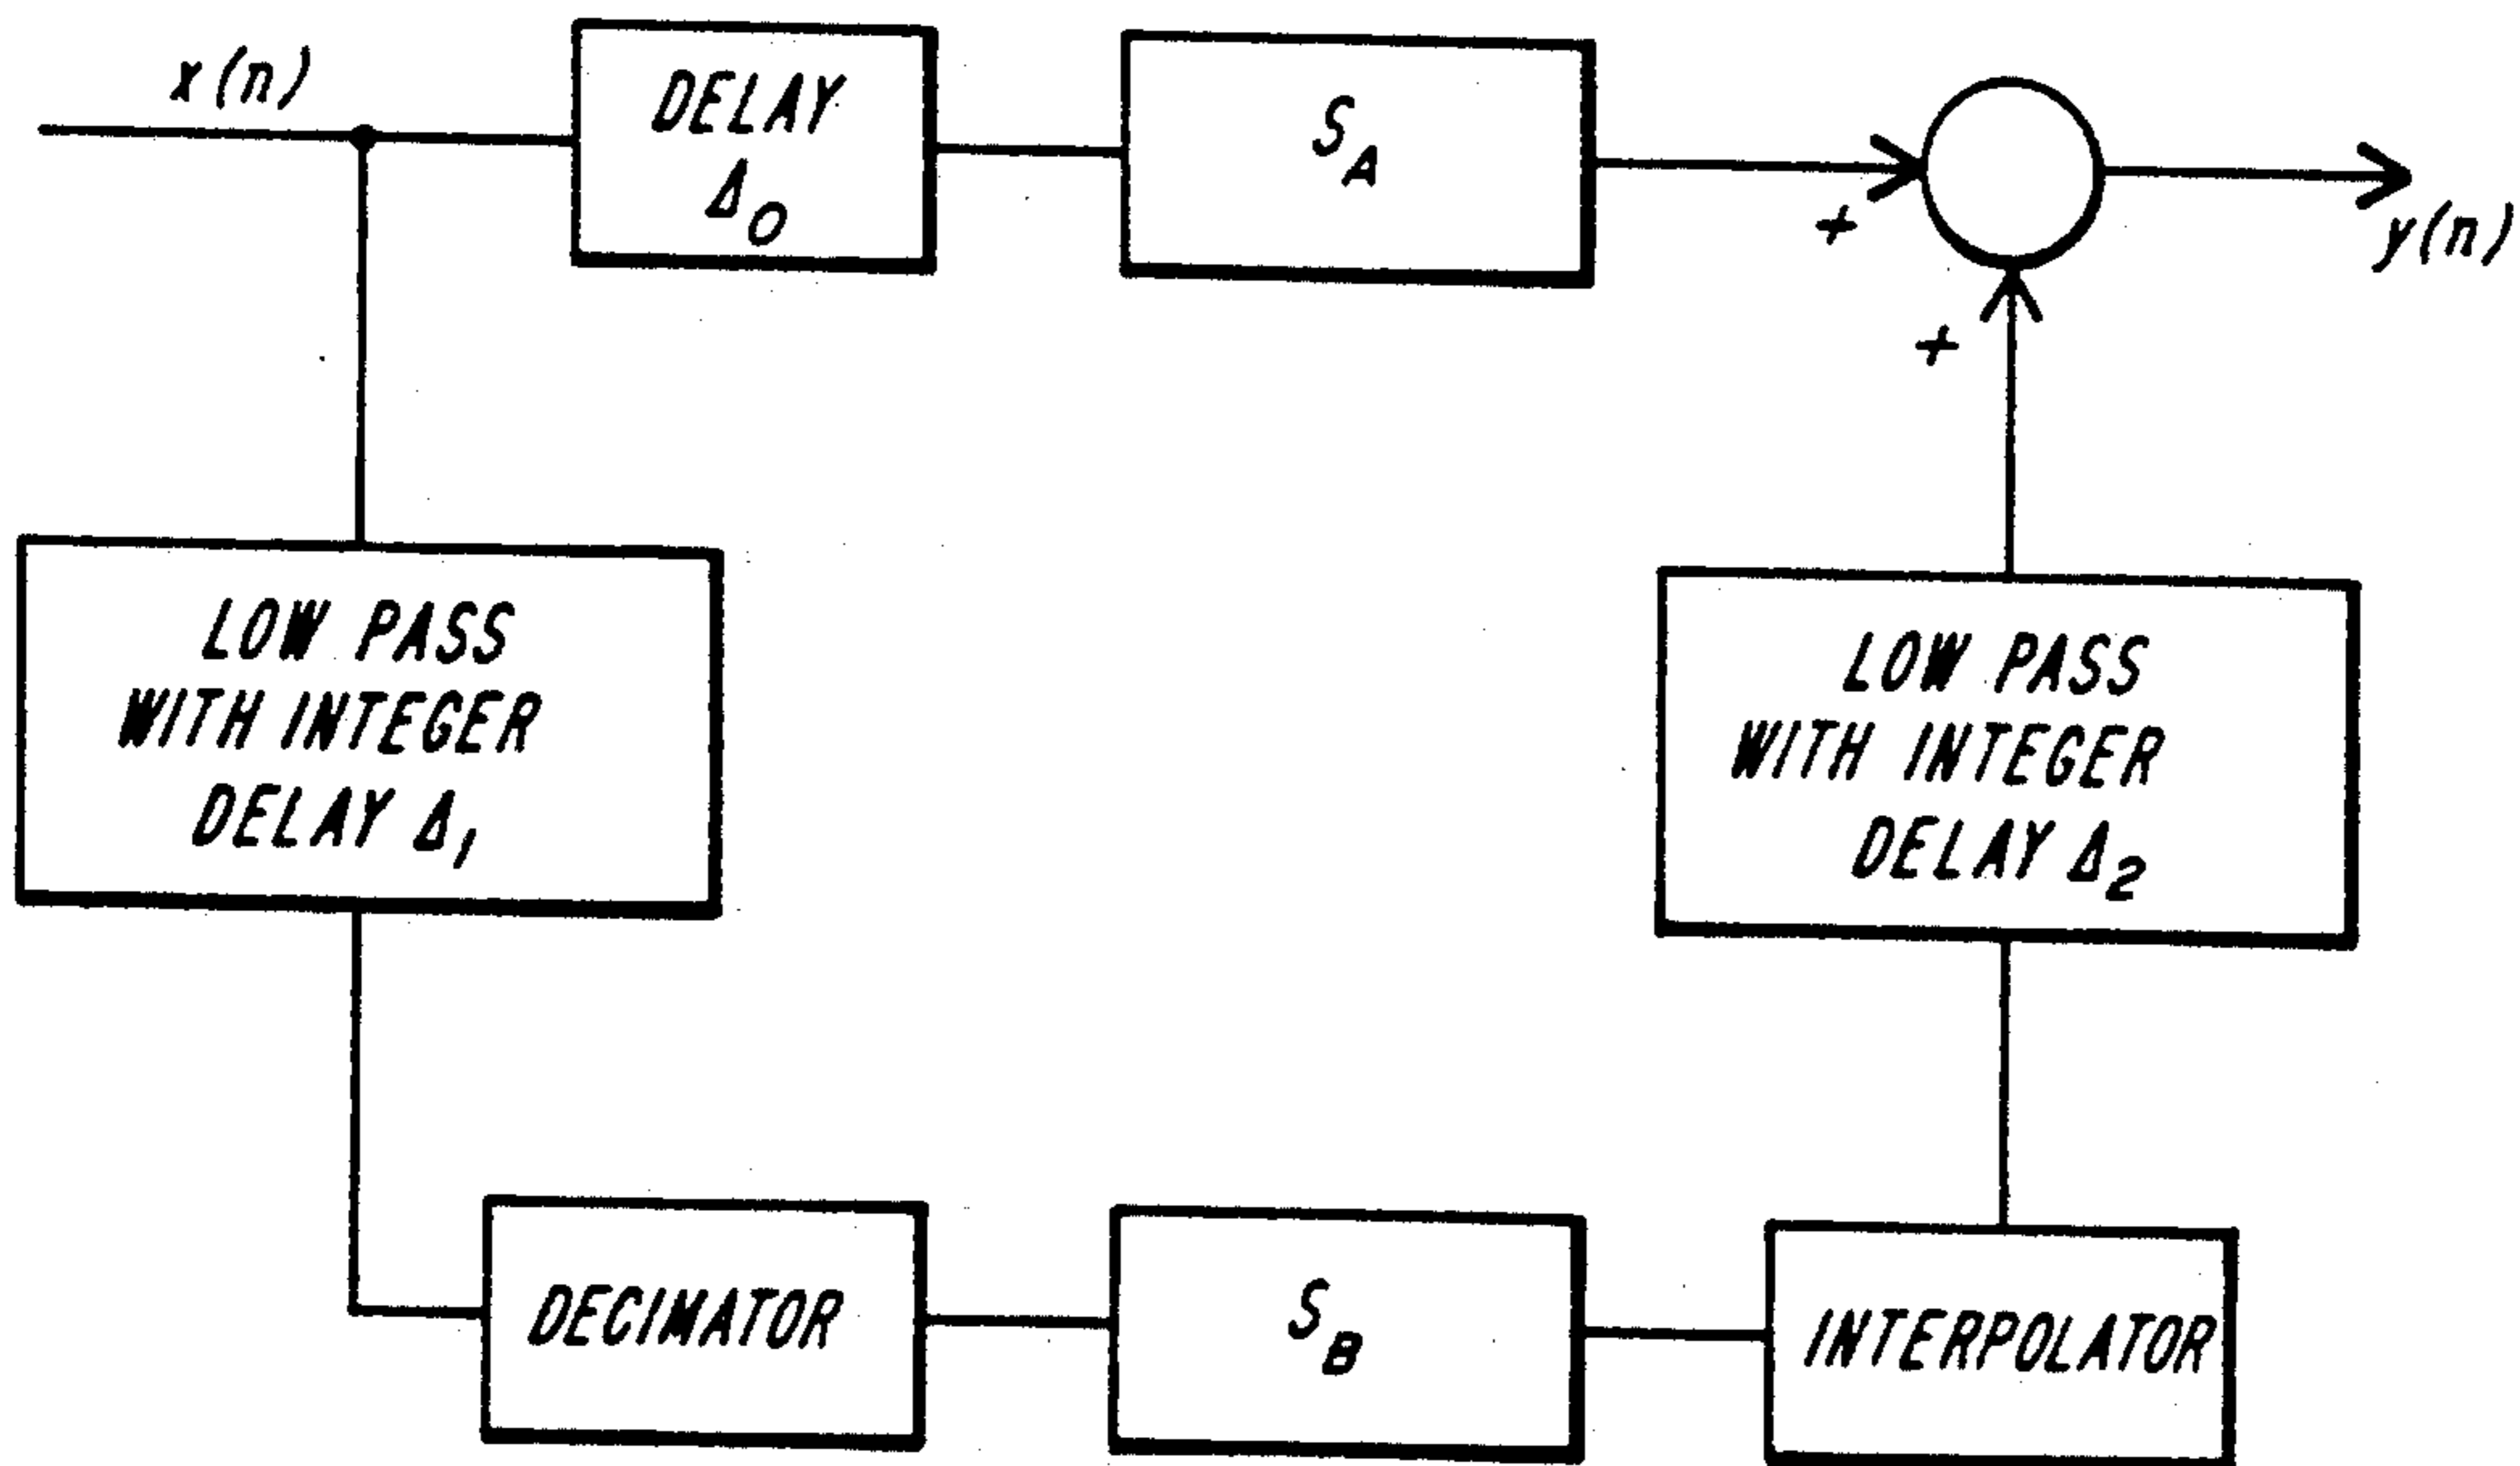 x(n)
DELAY
Δ0
SA
+
y(n)
+
LOW PASS
WITH INTEGER
DELAY Δ1
LOW PASS
WITH INTEGER
DELAY Δ2
DECIMATOR
SB
INTERPOLATOR